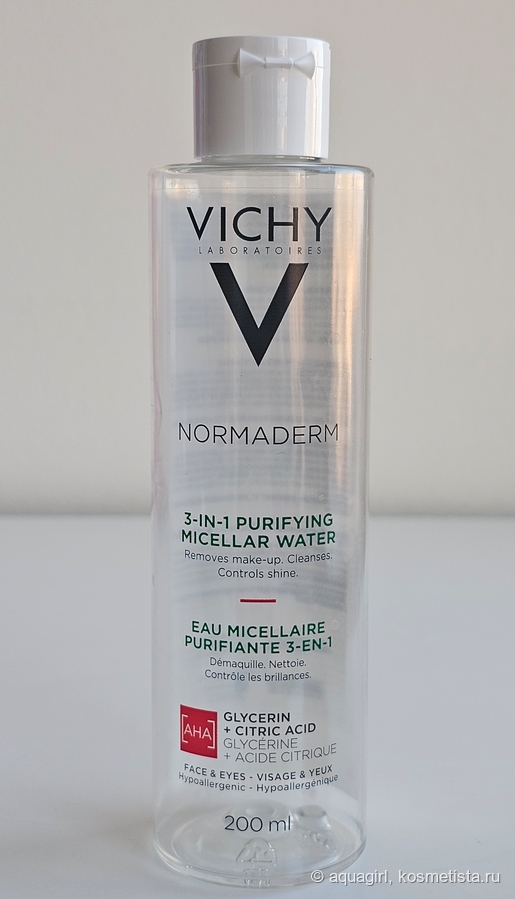 VICHY
LABORATOIRES
V
NORMADERM
3-IN-1 PURIFYING
MICELLAR WATER
Removes make-up. Cleanses.
Controls shine.
EAU MICELLAIRE
PURIFIANTE 3-EN-1
Démaquille. Nettoie.
Contrôle les brillances.
[AHA]
GLYCERIN
+ CITRIC ACID
GLYCÉRINE
+ ACIDE CITRIQUE
FACE & EYES - VISAGE & YEUX
Hypoallergenic - Hypoallergénique
200 ml
© aquagirl, kosmetista.ru